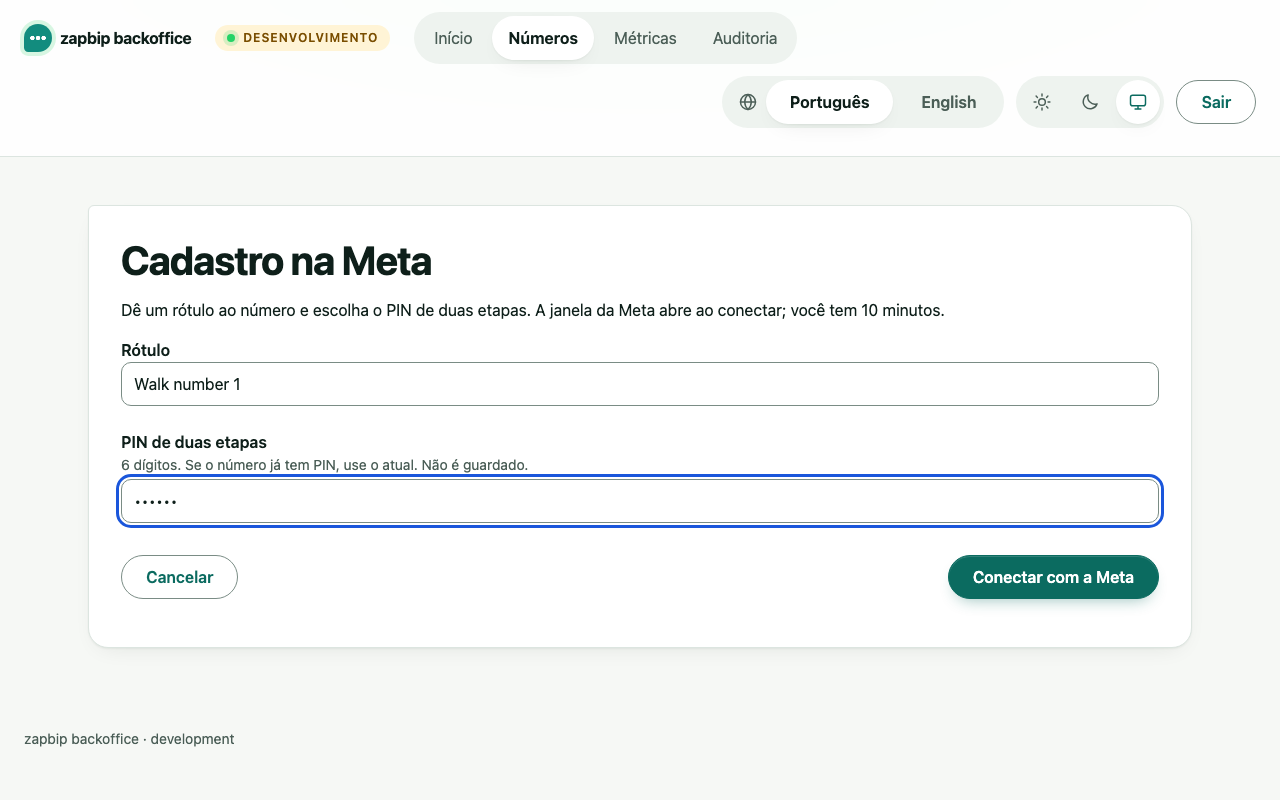 zapbip backoffice
DESENVOLVIMENTO
Início
Números
Métricas
Auditoria
Português
English
Sair
Cadastro na Meta
Dê um rótulo ao número e escolha o PIN de duas etapas. A janela da Meta abre ao conectar; você tem 10 minutos.
Rótulo
Walk number 1
PIN de duas etapas
6 dígitos. Se o número já tem PIN, use o atual. Não é guardado.
••••••
Cancelar
Conectar com a Meta
zapbip backoffice · development